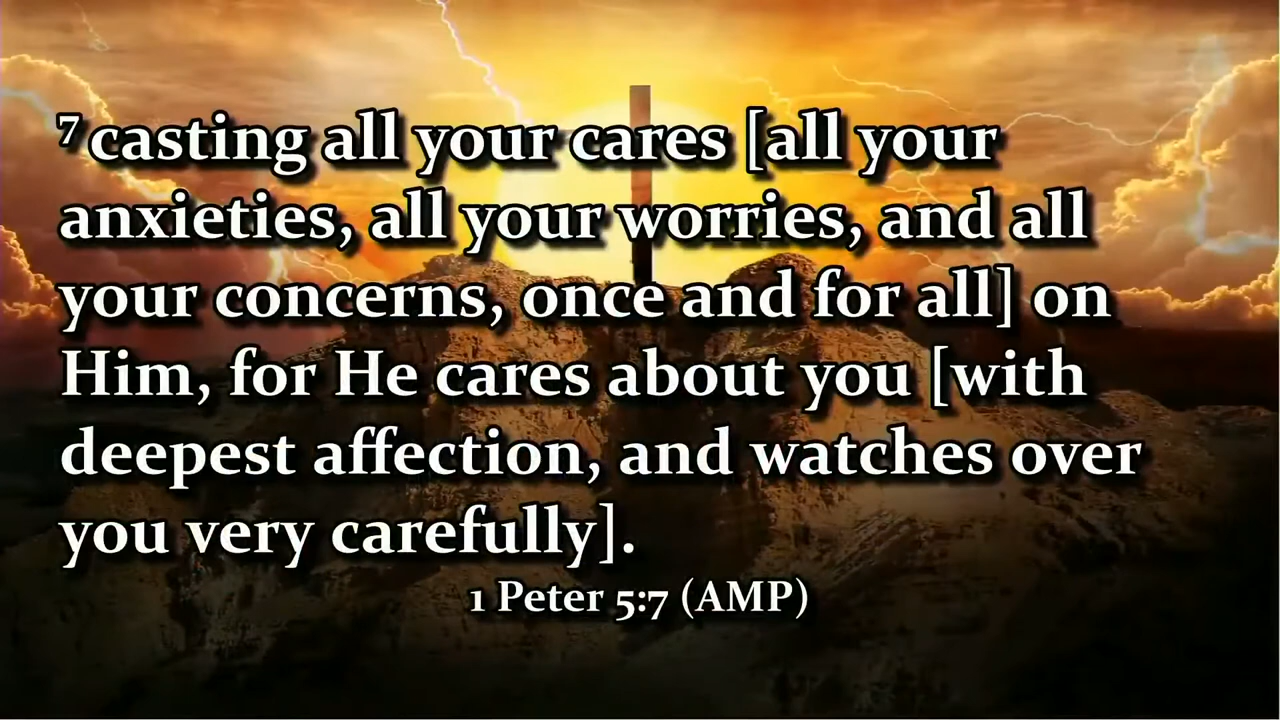 7 casting all your cares [all your
anxieties, all your worries, and all
your concerns, once and for all] on
Him, for He cares about you [with
deepest affection, and watches over
you very carefully].
1 Peter 5:7 (AMP)